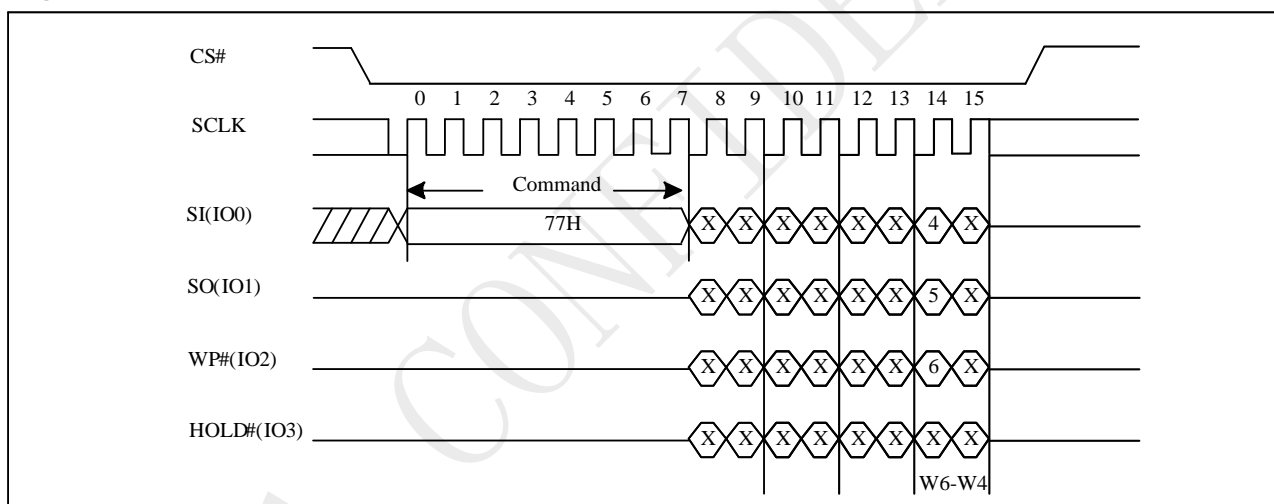 CS#
0 1 2 3 4 5 6 7 8 9 10 11 12 13 14 15
SCLK
Command
SI(IO0) 77H X X X X X X 4 X
SO(IO1) X X X X X X 5 X
WP#(IO2) X X X X X X 6 X
HOLD#(IO3) X X X X X X X X
W6-W4